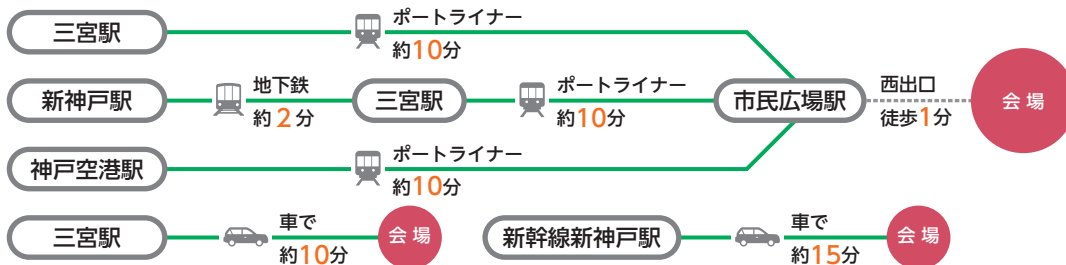 三宮駅
ポートライナー
約10分
新神戸駅
地下鉄
約2分
三宮駅
ポートライナー
約10分
市民広場駅
西出口
徒歩1分
会場
神戸空港駅
ポートライナー
約10分
三宮駅
車で
約10分
会場
新幹線新神戸駅
車で
約15分
会場